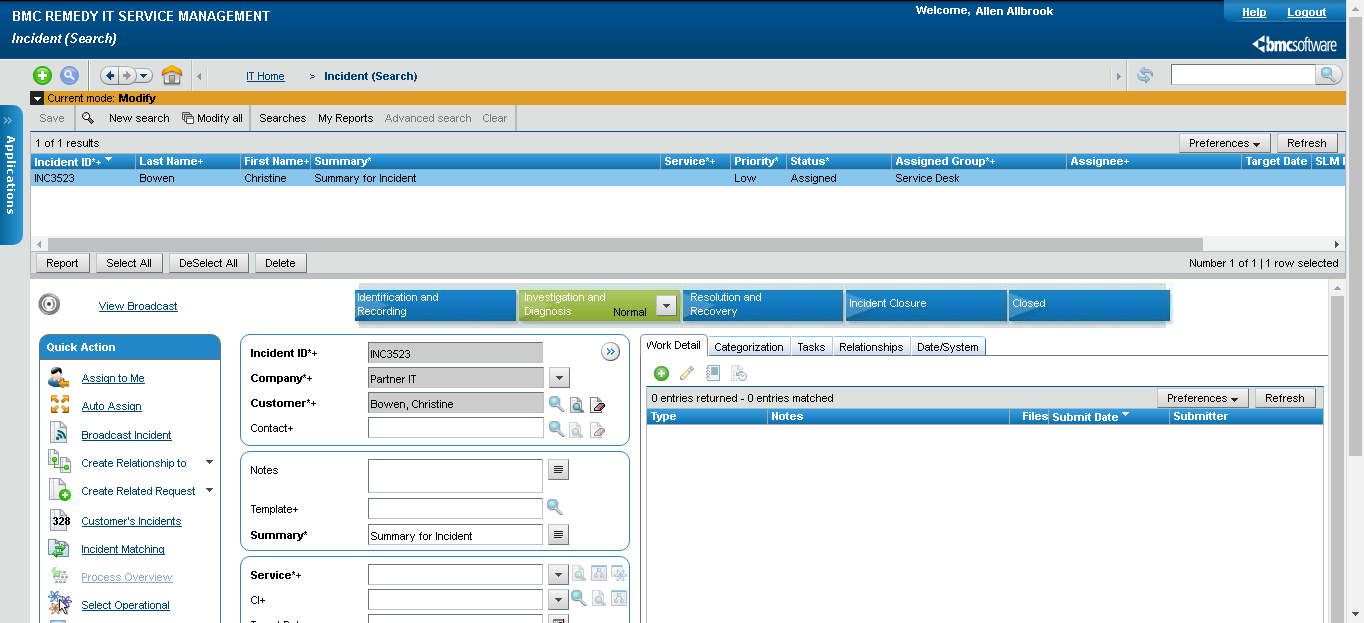 BMC REMEDY IT SERVICE MANAGEMENT
Welcome, Allen Allbrook
Help Logout
Incident (Search)
bmcsoftware
IT Home > Incident (Search)
Current mode: Modify
Save New search Modify all Searches My Reports Advanced search Clear
Applications
1 of 1 results Preferences Refresh
Incident ID*+ Last Name+ First Name+ Summary* Service*+ Priority* Status* Assigned Group*+ Assignee+ Target Date SLM
INC3523 Bowen Christine Summary for Incident Low Assigned Service Desk
Report Select All DeSelect All Delete Number 1 of 1 | 1 row selected
View Broadcast
Identification and
Recording
Investigation and
Diagnosis Normal
Resolution and
Recovery
Incident Closure
Closed
Quick Action
Assign to Me
Auto Assign
Broadcast Incident
Create Relationship to
Create Related Request
328 Customer's Incidents
Incident Matching
Process Overview
Select Operational
Incident ID*+ INC3523
Company*+ Partner IT
Customer*+ Bowen, Christine
Contact+
Notes
Template+
Summary* Summary for Incident
Service*+
CI+
Work Detail Categorization Tasks Relationships Date/System
0 entries returned - 0 entries matched Preferences Refresh
Type Notes Files Submit Date Submitter